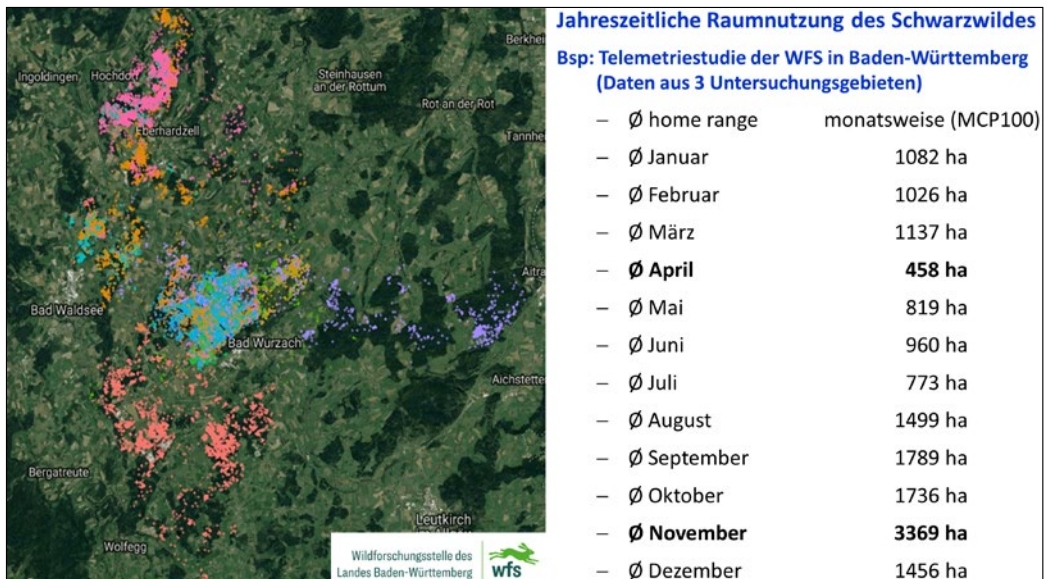 Berkhei
Ingoldingen
Hochdorf
Steinhausen
an der Rottum
Rot an der Rot
Eberhardzell
Tannhei
Aitra
Bad Waldsee
Bad Wurzach
Aichstette
Bergatreute
Leutkirch
Wolfegg
Wildforschungsstelle des
Landes Baden-Württemberg
wfs
Jahreszeitliche Raumnutzung des Schwarzwildes
Bsp: Telemetriestudie der WFS in Baden-Württemberg
(Daten aus 3 Untersuchungsgebieten)
– Ø home range monatsweise (MCP100)
– Ø Januar 1082 ha
– Ø Februar 1026 ha
– Ø März 1137 ha
– Ø April 458 ha
– Ø Mai 819 ha
– Ø Juni 960 ha
– Ø Juli 773 ha
– Ø August 1499 ha
– Ø September 1789 ha
– Ø Oktober 1736 ha
– Ø November 3369 ha
– Ø Dezember 1456 ha